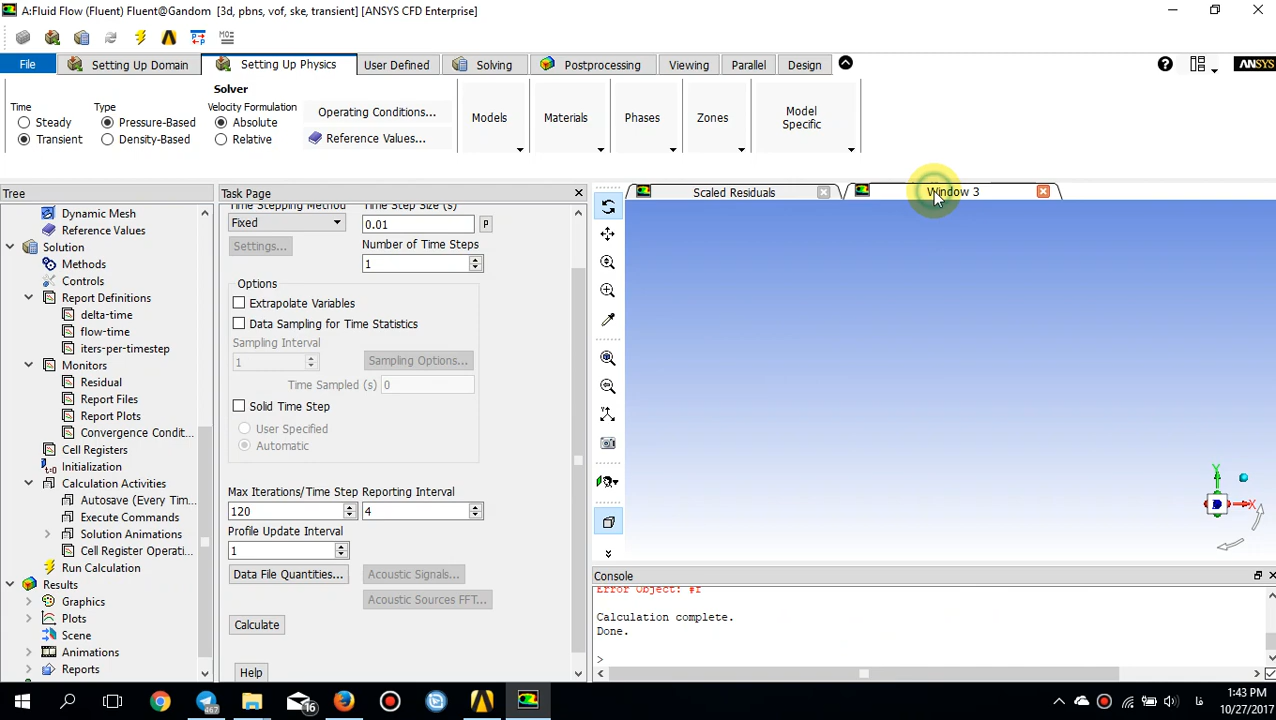 A:Fluid Flow (Fluent) Fluent@Gandom [3d, pbns, vof, ske, transient] [ANSYS CFD Enterprise]
File
Setting Up Domain
Setting Up Physics
User Defined
Solving
Postprocessing
Viewing
Parallel
Design
ANSYS
Solver
Time
Type
Velocity Formulation
Operating Conditions...
Steady
Pressure-Based
Absolute
Transient
Density-Based
Relative
Reference Values...
Models
Materials
Phases
Zones
Model Specific
Tree
Task Page
Scaled Residuals
Window 3
Dynamic Mesh
Reference Values
Solution
Methods
Controls
Report Definitions
delta-time
flow-time
iters-per-timestep
Monitors
Residual
Report Files
Report Plots
Convergence Condit...
Cell Registers
Initialization
Calculation Activities
Autosave (Every Tim...
Execute Commands
Solution Animations
Cell Register Operati...
Run Calculation
Results
Graphics
Plots
Scene
Animations
Reports
Time Stepping Method
Time Step Size (s)
Fixed
0.01
P
Settings...
Number of Time Steps
1
Options
Extrapolate Variables
Data Sampling for Time Statistics
Sampling Interval
1
Sampling Options...
Time Sampled (s) 0
Solid Time Step
User Specified
Automatic
Max Iterations/Time Step
Reporting Interval
120
4
Profile Update Interval
1
Data File Quantities...
Acoustic Signals...
Acoustic Sources FFT...
Calculate
Help
Y
X
Console
Error Object: #f
Calculation complete.
Done.
>
467
16
فا
1:43 PM
10/27/2017